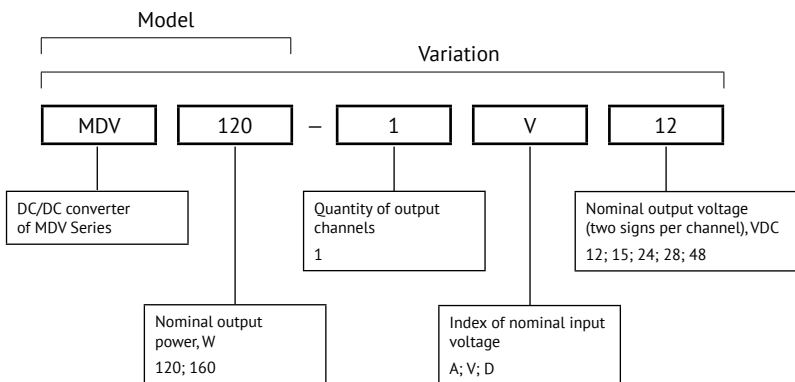 Model
Variation
MDV
120
–
1
V
12
DC/DC converter
of MDV Series
Quantity of output
channels
1
Nominal output voltage
(two signs per channel), VDC
12; 15; 24; 28; 48
Nominal output
power, W
120; 160
Index of nominal input
voltage
A; V; D